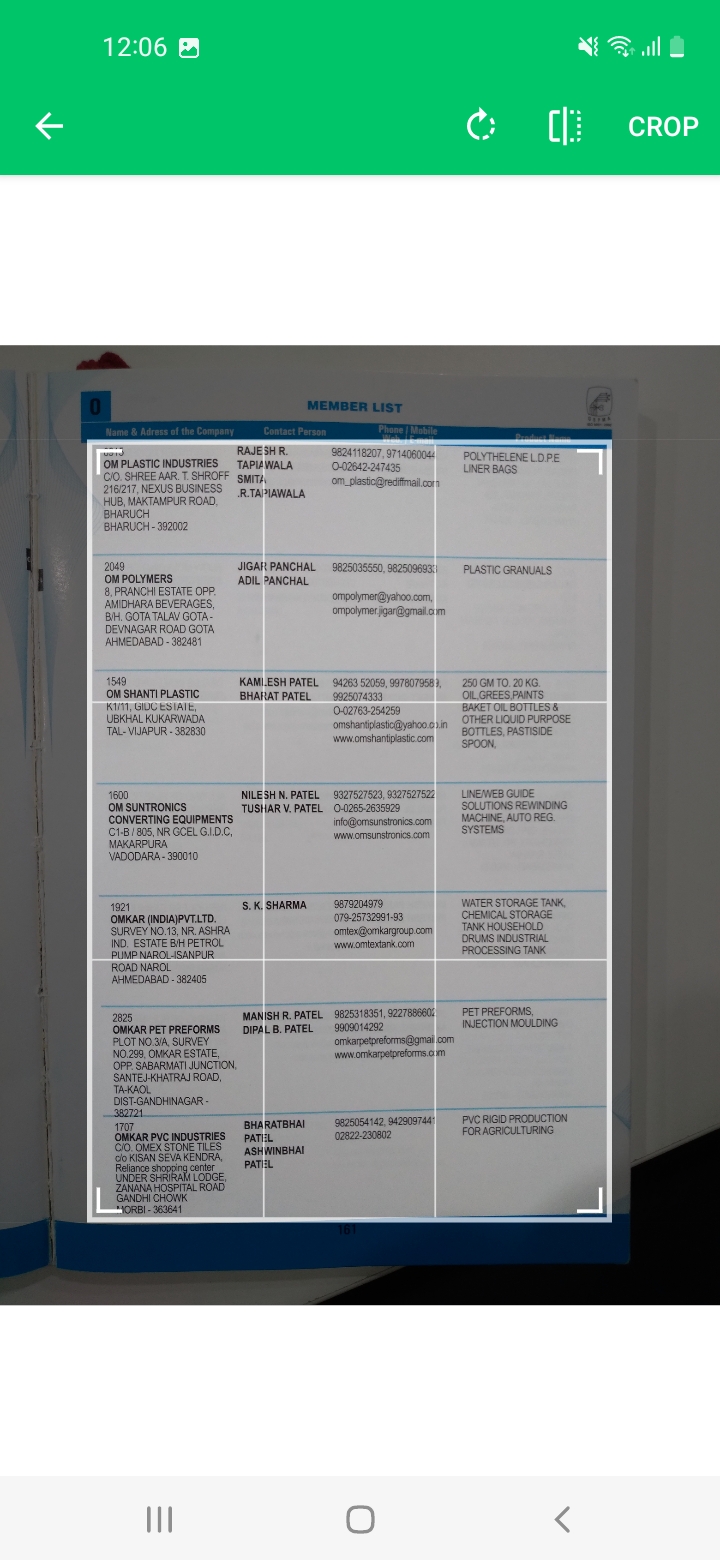 12:06
CROP
0
MEMBER LIST
Name & Adress of the Company Contact Person Phone / Mobile Product Name
Web. / E-mail
OM PLASTIC INDUSTRIES
C/O. SHREE AAR. T. SHROFF
216/217, NEXUS BUSINESS
HUB, MAKTAMPUR ROAD,
BHARUCH
BHARUCH - 392002
RAJESH R.
TAPIAWALA
SMITA
.R.TAPIAWALA
9824118207, 9714060044
O-02642-247435
om_plastic@rediffmail.com
POLYTHELENE L.D.P.E
LINER BAGS
2049
OM POLYMERS
8, PRANCHI ESTATE OPP.
AMIDHARA BEVERAGES,
B/H. GOTA TALAV GOTA -
DEVNAGAR ROAD GOTA
AHMEDABAD - 382481
JIGAR PANCHAL
ADIL PANCHAL
9825035550, 9825096933
ompolymer@yahoo.com,
ompolymer.jigar@gmail.com
PLASTIC GRANUALS
1549
OM SHANTI PLASTIC
K1/11, GIDC ESTATE,
UBKHAL KUKARWADA
TAL- VIJAPUR - 382830
KAMLESH PATEL
BHARAT PATEL
94263 52059, 9978079589,
9925074333
O-02763-254259
omshantiplastic@yahoo.co.in
www.omshantiplastic.com
250 GM TO. 20 KG.
OIL,GREES,PAINTS
BAKET OIL BOTTLES &
OTHER LIQUID PURPOSE
BOTTLES, PASTISIDE
SPOON,
1600
OM SUNTRONICS
CONVERTING EQUIPMENTS
C1-B / 805, NR GCEL G.I.D.C,
MAKARPURA
VADODARA - 390010
NILESH N. PATEL
TUSHAR V. PATEL
9327527523, 9327527522
O-0265-2635929
info@omsunstronics.com
www.omsunstronics.com
LINE/WEB GUIDE
SOLUTIONS REWINDING
MACHINE, AUTO REG.
SYSTEMS
1921
OMKAR (INDIA)PVT.LTD.
SURVEY NO.13, NR. ASHRA
IND. ESTATE B/H PETROL
PUMP NAROL-ISANPUR
ROAD NAROL
AHMEDABAD - 382405
S. K. SHARMA
9879204979
079-25732991-93
omtex@omkargroup.com
www.omtextank.com
WATER STORAGE TANK,
CHEMICAL STORAGE
TANK HOUSEHOLD
DRUMS INDUSTRIAL
PROCESSING TANK
2825
OMKAR PET PREFORMS
PLOT NO.3/A, SURVEY
NO.299, OMKAR ESTATE,
OPP. SABARMATI JUNCTION,
SANTEJ-KHATRAJ ROAD,
TA-KAOL
DIST-GANDHINAGAR -
382721
MANISH R. PATEL
DIPAL B. PATEL
9825318351, 9227886602
9909014292
omkarpetpreforms@gmail.com
www.omkarpetpreforms.com
PET PREFORMS,
INJECTION MOULDING
1707
OMKAR PVC INDUSTRIES
C/O. OMEX STONE TILES
c/o KISAN SEVA KENDRA,
Reliance shopping center
UNDER SHRIRAM LODGE,
ZANANA HOSPITAL ROAD
GANDHI CHOWK
MORBI - 363641
BHARATBHAI
PATEL
ASHWINBHAI
PATEL
9825054142, 9429097441
02822-230802
PVC RIGID PRODUCTION
FOR AGRICULTURING
161